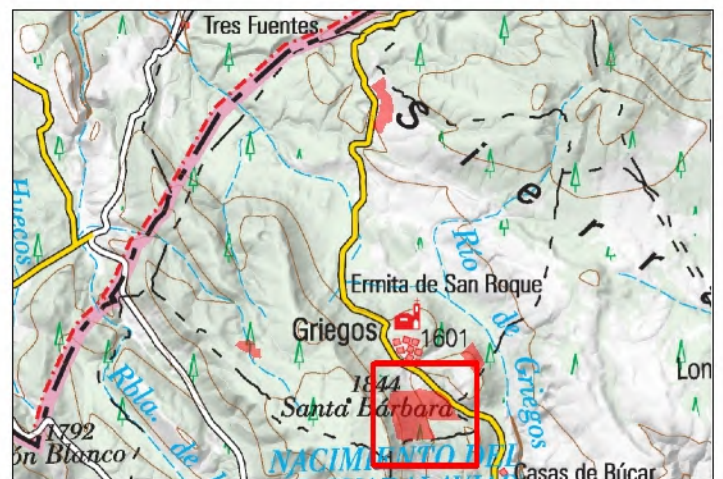 Tres Fuentes
Sierra
Huecos
Río
de
Griegos
Ermita de San Roque
Griegos
1601
1844
Santa Bárbara
Rbla.
de
1792
ón Blanco
Lon
NACIMIENTO DEL
Casas de Búcar